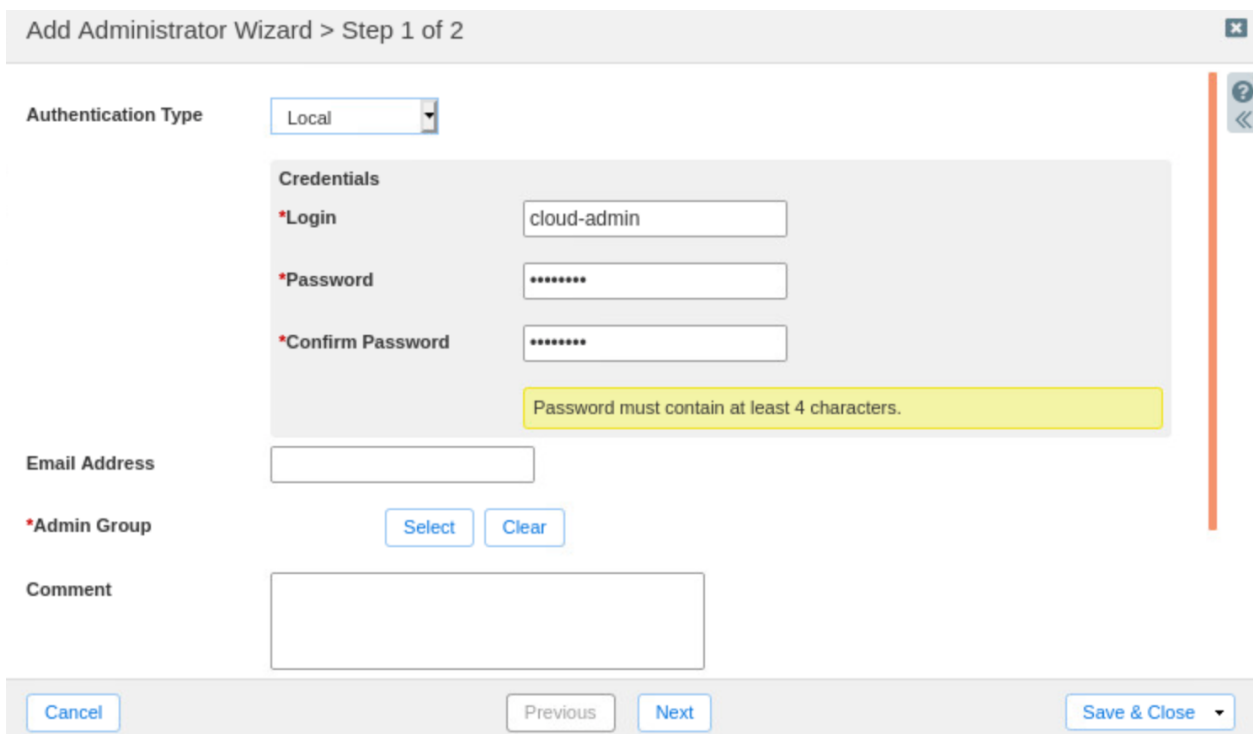 Add Administrator Wizard > Step 1 of 2
Authentication Type Local
Credentials
*Login cloud-admin
*Password ••••••••
*Confirm Password ••••••••
Password must contain at least 4 characters.
Email Address
*Admin Group Select Clear
Comment
Cancel Previous Next Save & Close